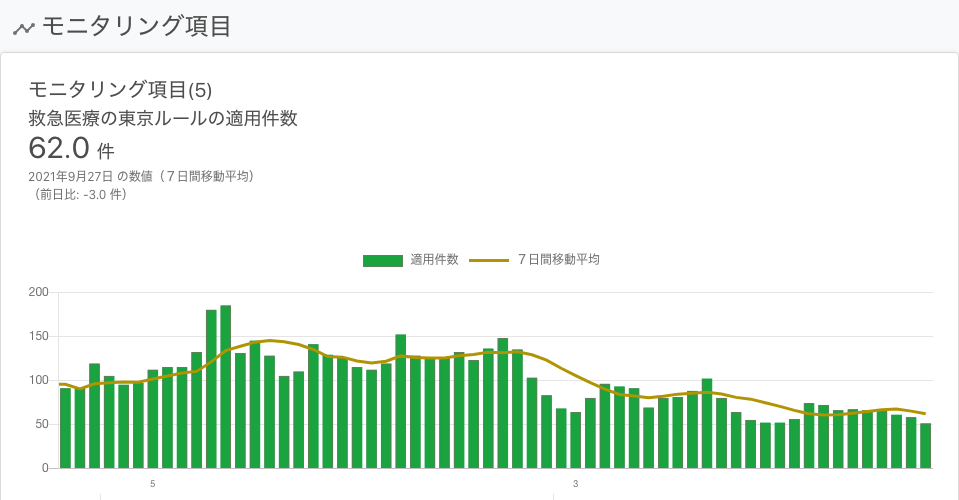 モニタリング項目
モニタリング項目(5)
救急医療の東京ルールの適用件数
62.0 件
2021年9月27日 の数値（７日間移動平均）
（前日比: -3.0 件）
適用件数 ７日間移動平均
200
150
100
50
0
5 3